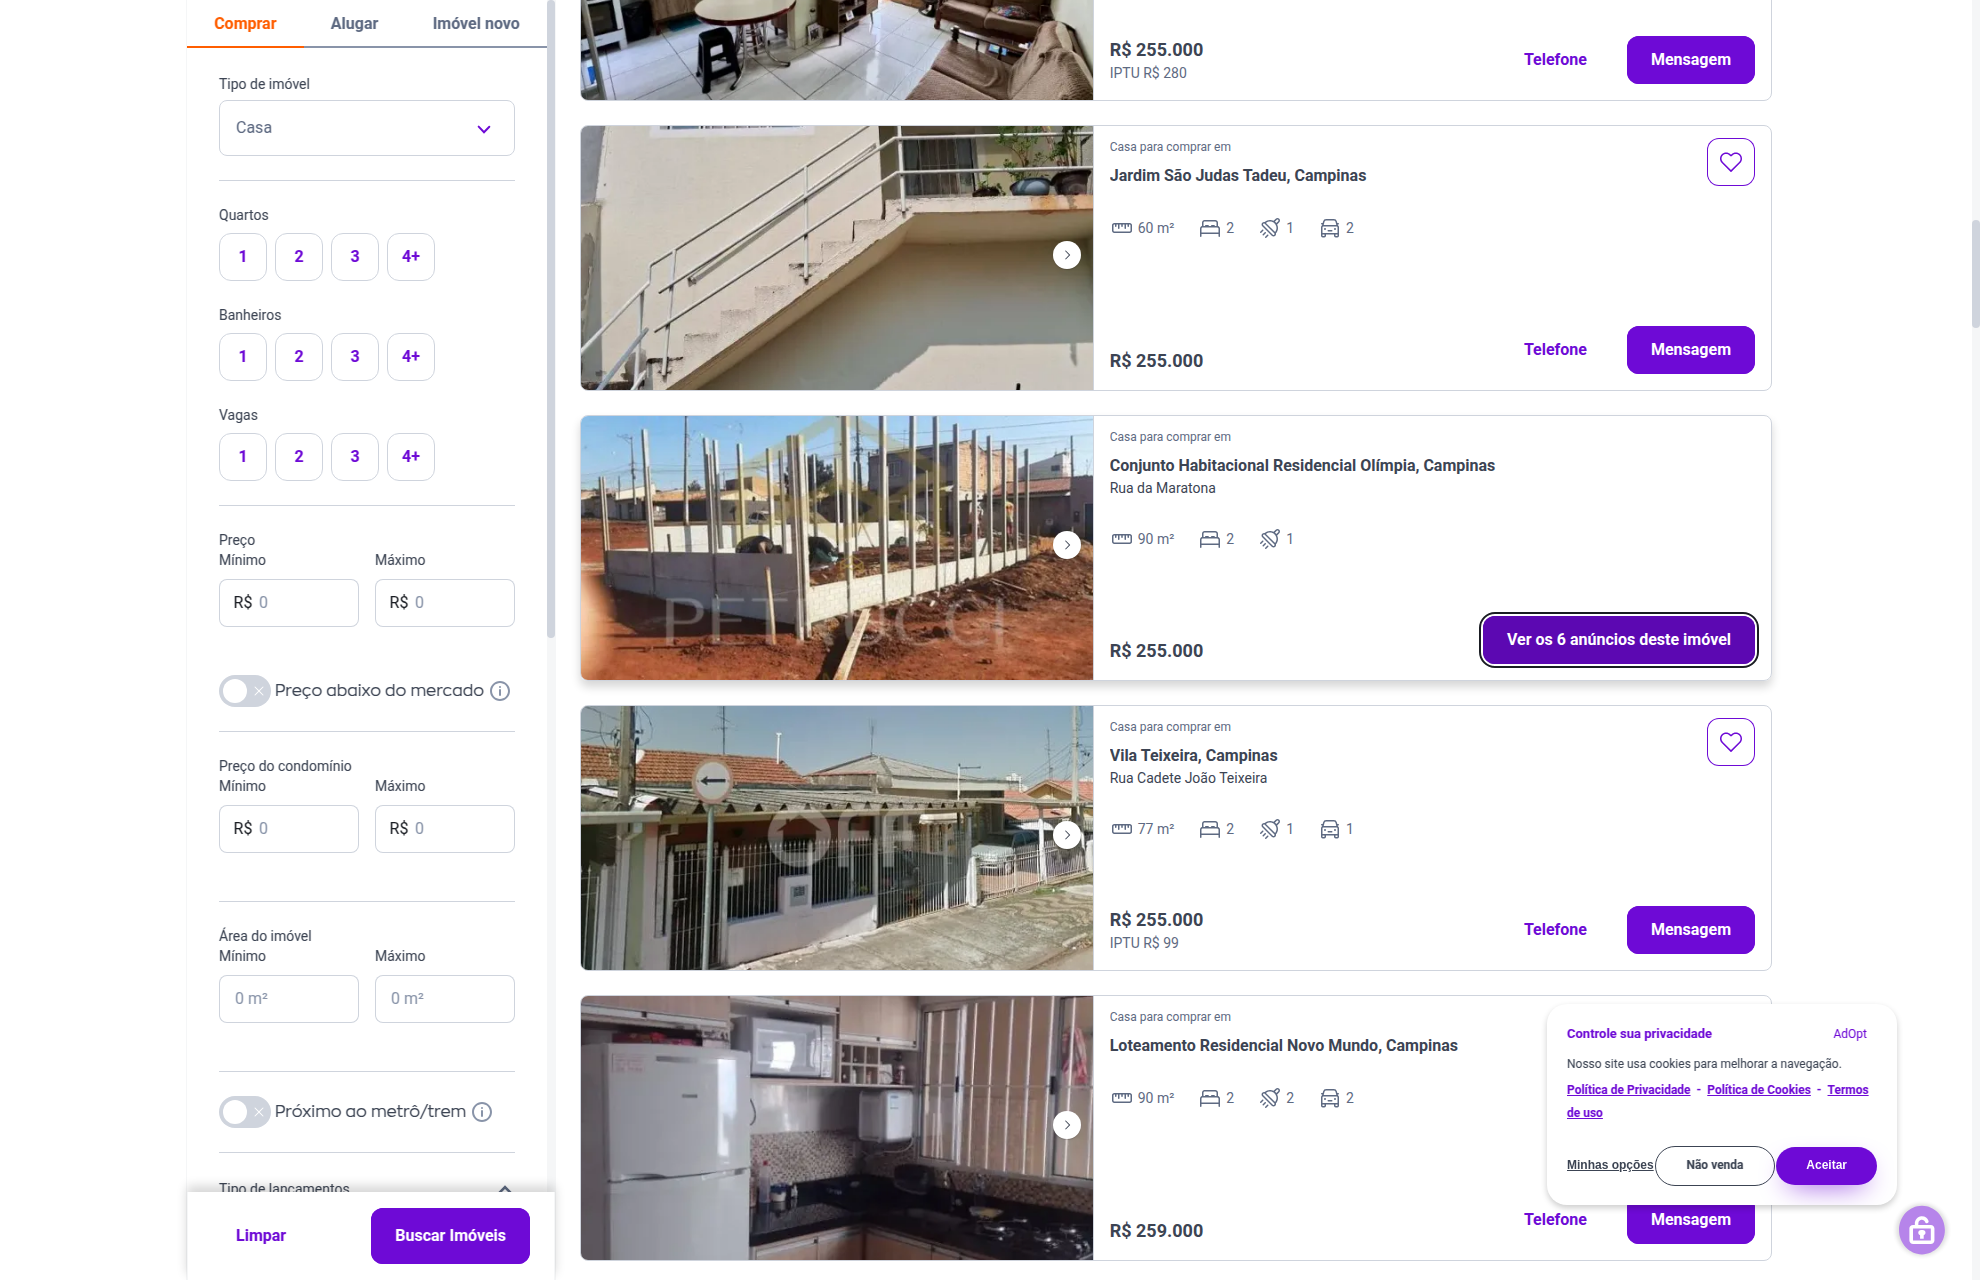 Comprar
Alugar
Imóvel novo
Tipo de imóvel
Casa
Quartos
1
2
3
4+
Banheiros
1
2
3
4+
Vagas
1
2
3
4+
Preço
Mínimo
Máximo
R$ 0
R$ 0
Preço abaixo do mercado
Preço do condomínio
Mínimo
Máximo
R$ 0
R$ 0
Área do imóvel
Mínimo
Máximo
0 m²
0 m²
Próximo ao metrô/trem
Tipo de lançamentos
Limpar
Buscar Imóveis
R$ 255.000
IPTU R$ 280
Telefone
Mensagem
Casa para comprar em
Jardim São Judas Tadeu, Campinas
60 m²
2
1
2
R$ 255.000
Telefone
Mensagem
Casa para comprar em
Conjunto Habitacional Residencial Olímpia, Campinas
Rua da Maratona
90 m²
2
1
PETRUCCI
R$ 255.000
Ver os 6 anúncios deste imóvel
Casa para comprar em
Vila Teixeira, Campinas
Rua Cadete João Teixeira
77 m²
2
1
1
R$ 255.000
IPTU R$ 99
Telefone
Mensagem
Casa para comprar em
Loteamento Residencial Novo Mundo, Campinas
90 m²
2
2
2
R$ 259.000
Telefone
Mensagem
Controle sua privacidade
AdOpt
Nosso site usa cookies para melhorar a navegação.
Política de Privacidade - Política de Cookies - Termos
de uso
Minhas opções
Não venda
Aceitar